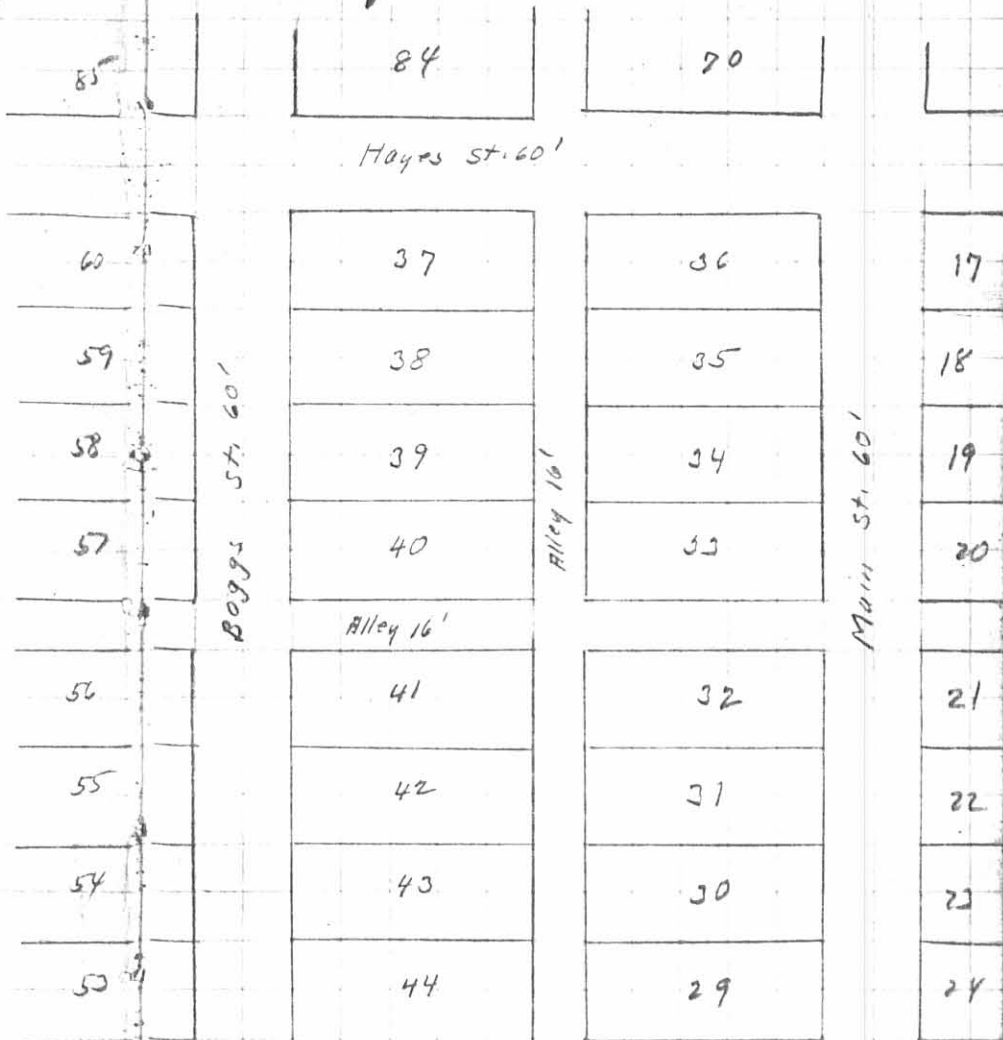 85 84 70
Hayes St. 60'
60 37 36 17
59 38 35 18
58 39 34 19
57 40 33 20
Boggs St. 60'
Alley 16'
Main St. 60'
Alley 16'
56 41 32 21
55 42 31 22
54 43 30 23
53 44 29 24